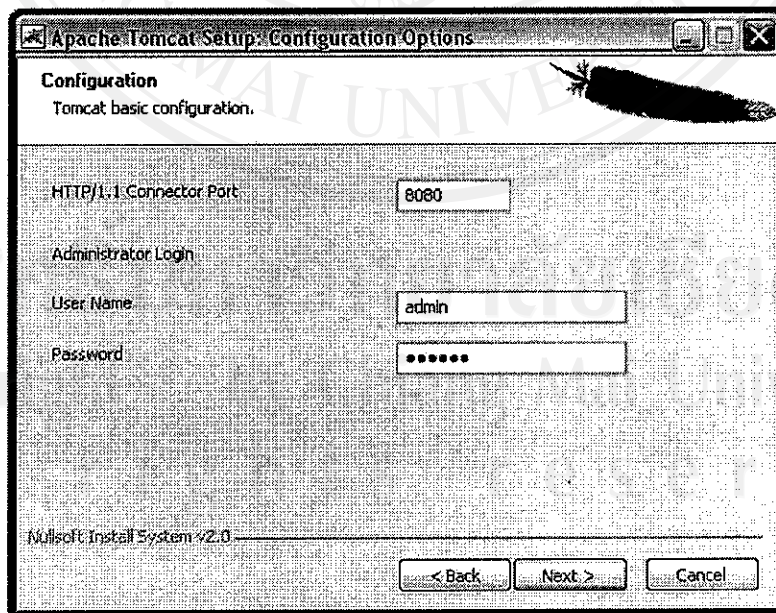 Apache Tomcat Setup: Configuration Options
Configuration
Tomcat basic configuration.
HTTP/1.1 Connector Port
8080
Administrator Login
User Name
admin
Password
••••••
Nullsoft Install System v2.0
< Back
Next >
Cancel